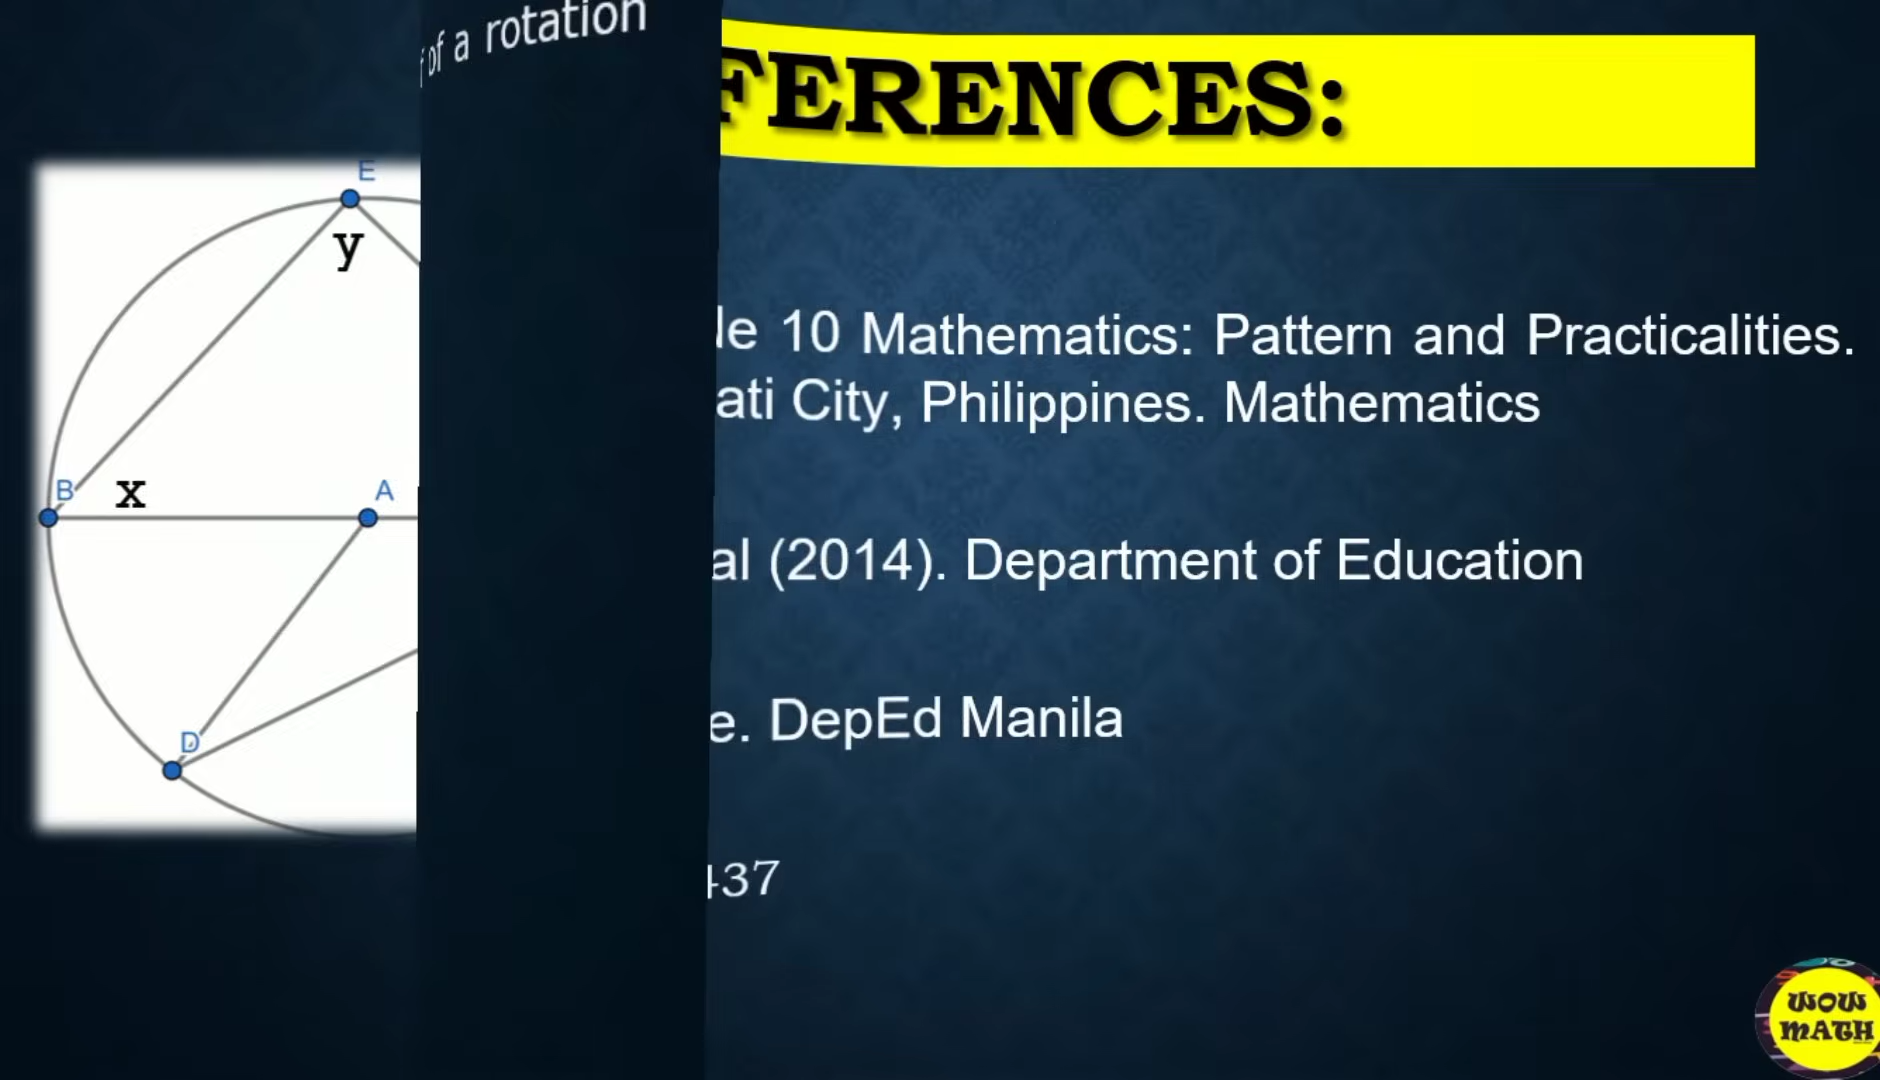 of a rotation
FERENCES:
E
y
B
x
A
D
10 Mathematics: Pattern and Practicalities.
ati City, Philippines. Mathematics
al (2014). Department of Education
e. DepEd Manila
437
WOW
MATH